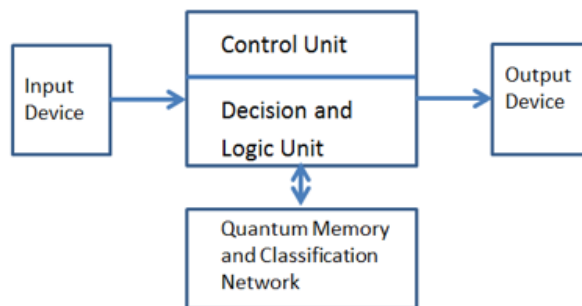 Input
Device
Control Unit
Decision and
Logic Unit
Output
Device
Quantum Memory
and Classification
Network